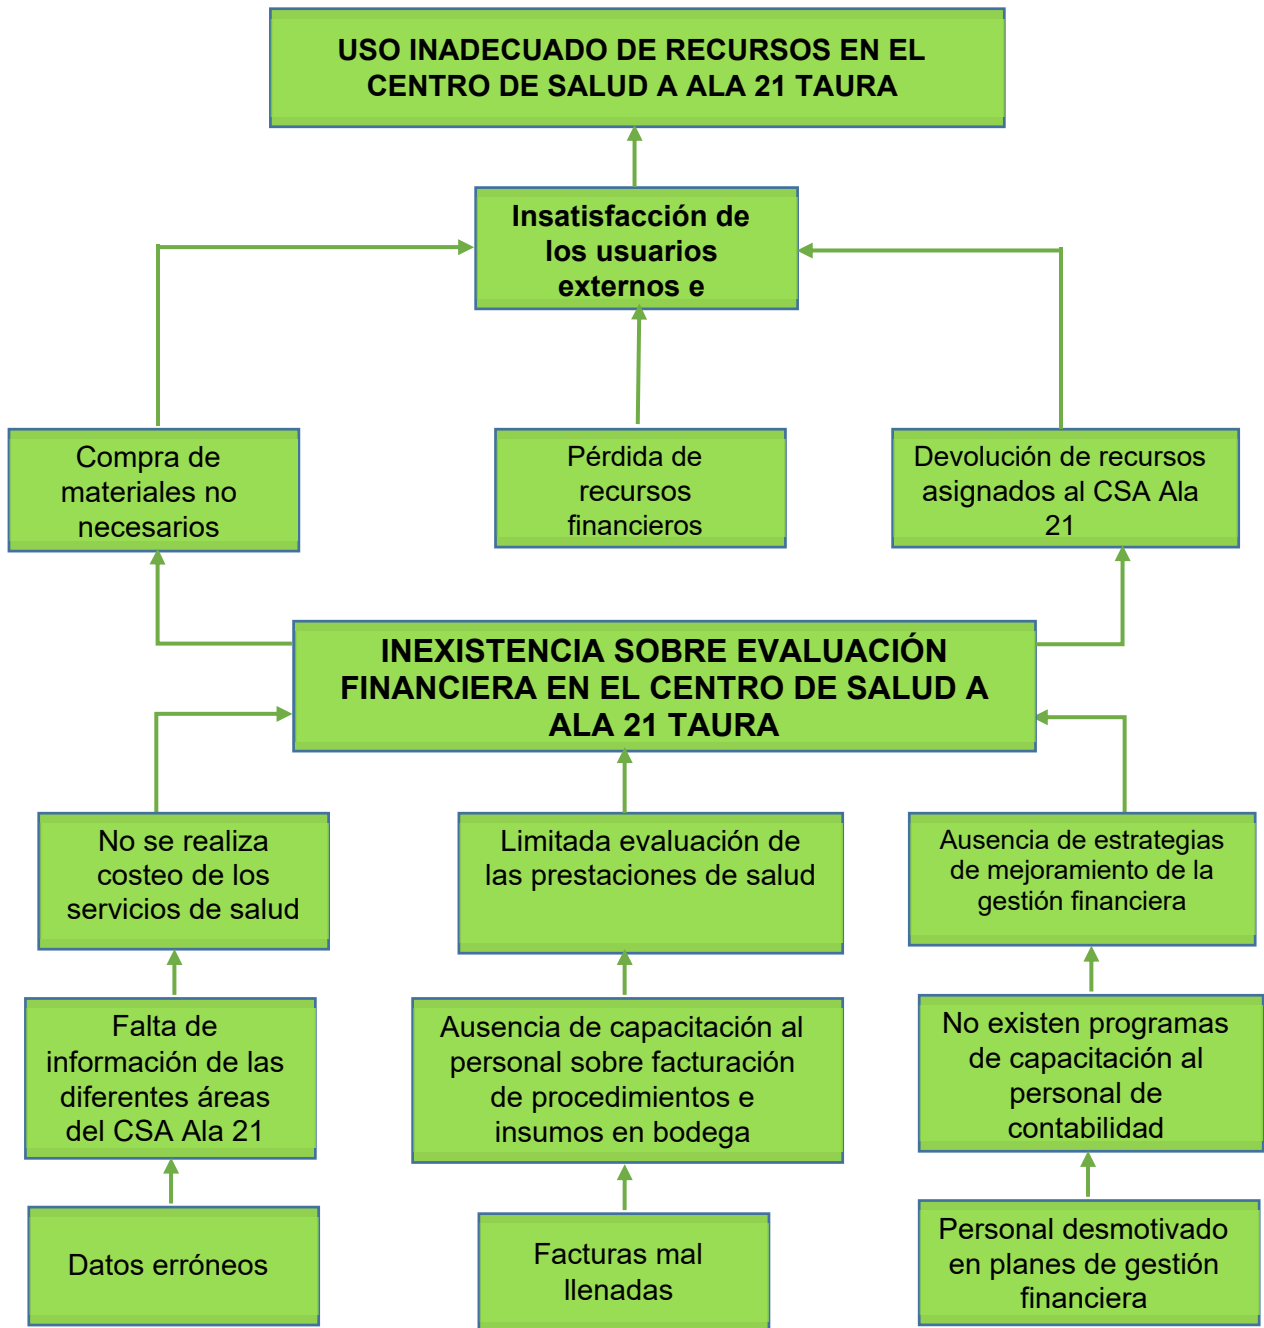 USO INADECUADO DE RECURSOS EN EL
CENTRO DE SALUD A ALA 21 TAURA
Insatisfacción de
los usuarios
externos e
Compra de
materiales no
necesarios
Pérdida de
recursos
financieros
Devolución de recursos
asignados al CSA Ala
21
INEXISTENCIA SOBRE EVALUACIÓN
FINANCIERA EN EL CENTRO DE SALUD A
ALA 21 TAURA
No se realiza
costeo de los
servicios de salud
Limitada evaluación de
las prestaciones de salud
Ausencia de estrategias
de mejoramiento de la
gestión financiera
Falta de
información de las
diferentes áreas
del CSA Ala 21
Ausencia de capacitación al
personal sobre facturación
de procedimientos e
insumos en bodega
No existen programas
de capacitación al
personal de
contabilidad
Datos erróneos
Facturas mal
llenadas
Personal desmotivado
en planes de gestión
financiera